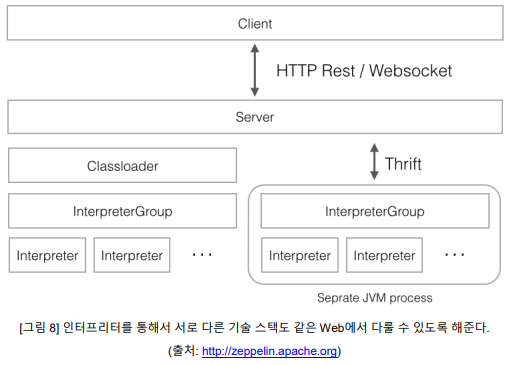 Client
HTTP Rest / Websocket
Server
Classloader
Thrift
InterpreterGroup
InterpreterGroup
Interpreter Interpreter ···
Interpreter Interpreter ···
Seprate JVM process
[그림 8] 인터프리터를 통해서 서로 다른 기술 스택도 같은 Web에서 다룰 수 있도록 해준다.
(출처: http://zeppelin.apache.org)